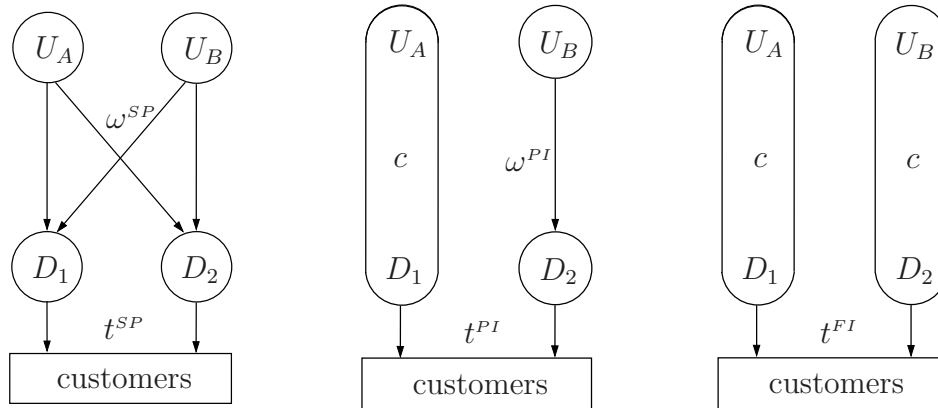 U_A U_B U_A U_B U_A U_B
ω^{SP} c ω^{PI} c c
D_1 D_2 D_1 D_2 D_1 D_2
t^{SP} t^{PI} t^{FI}
customers customers customers